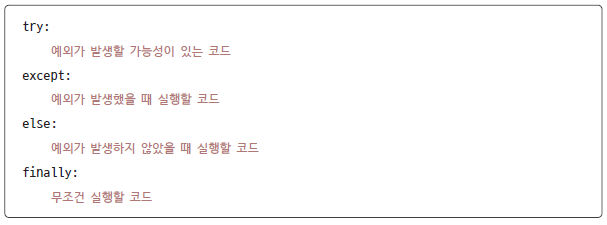 try:
예외가 발생할 가능성이 있는 코드
except:
예외가 발생했을 때 실행할 코드
else:
예외가 발생하지 않았을 때 실행할 코드
finally:
무조건 실행할 코드